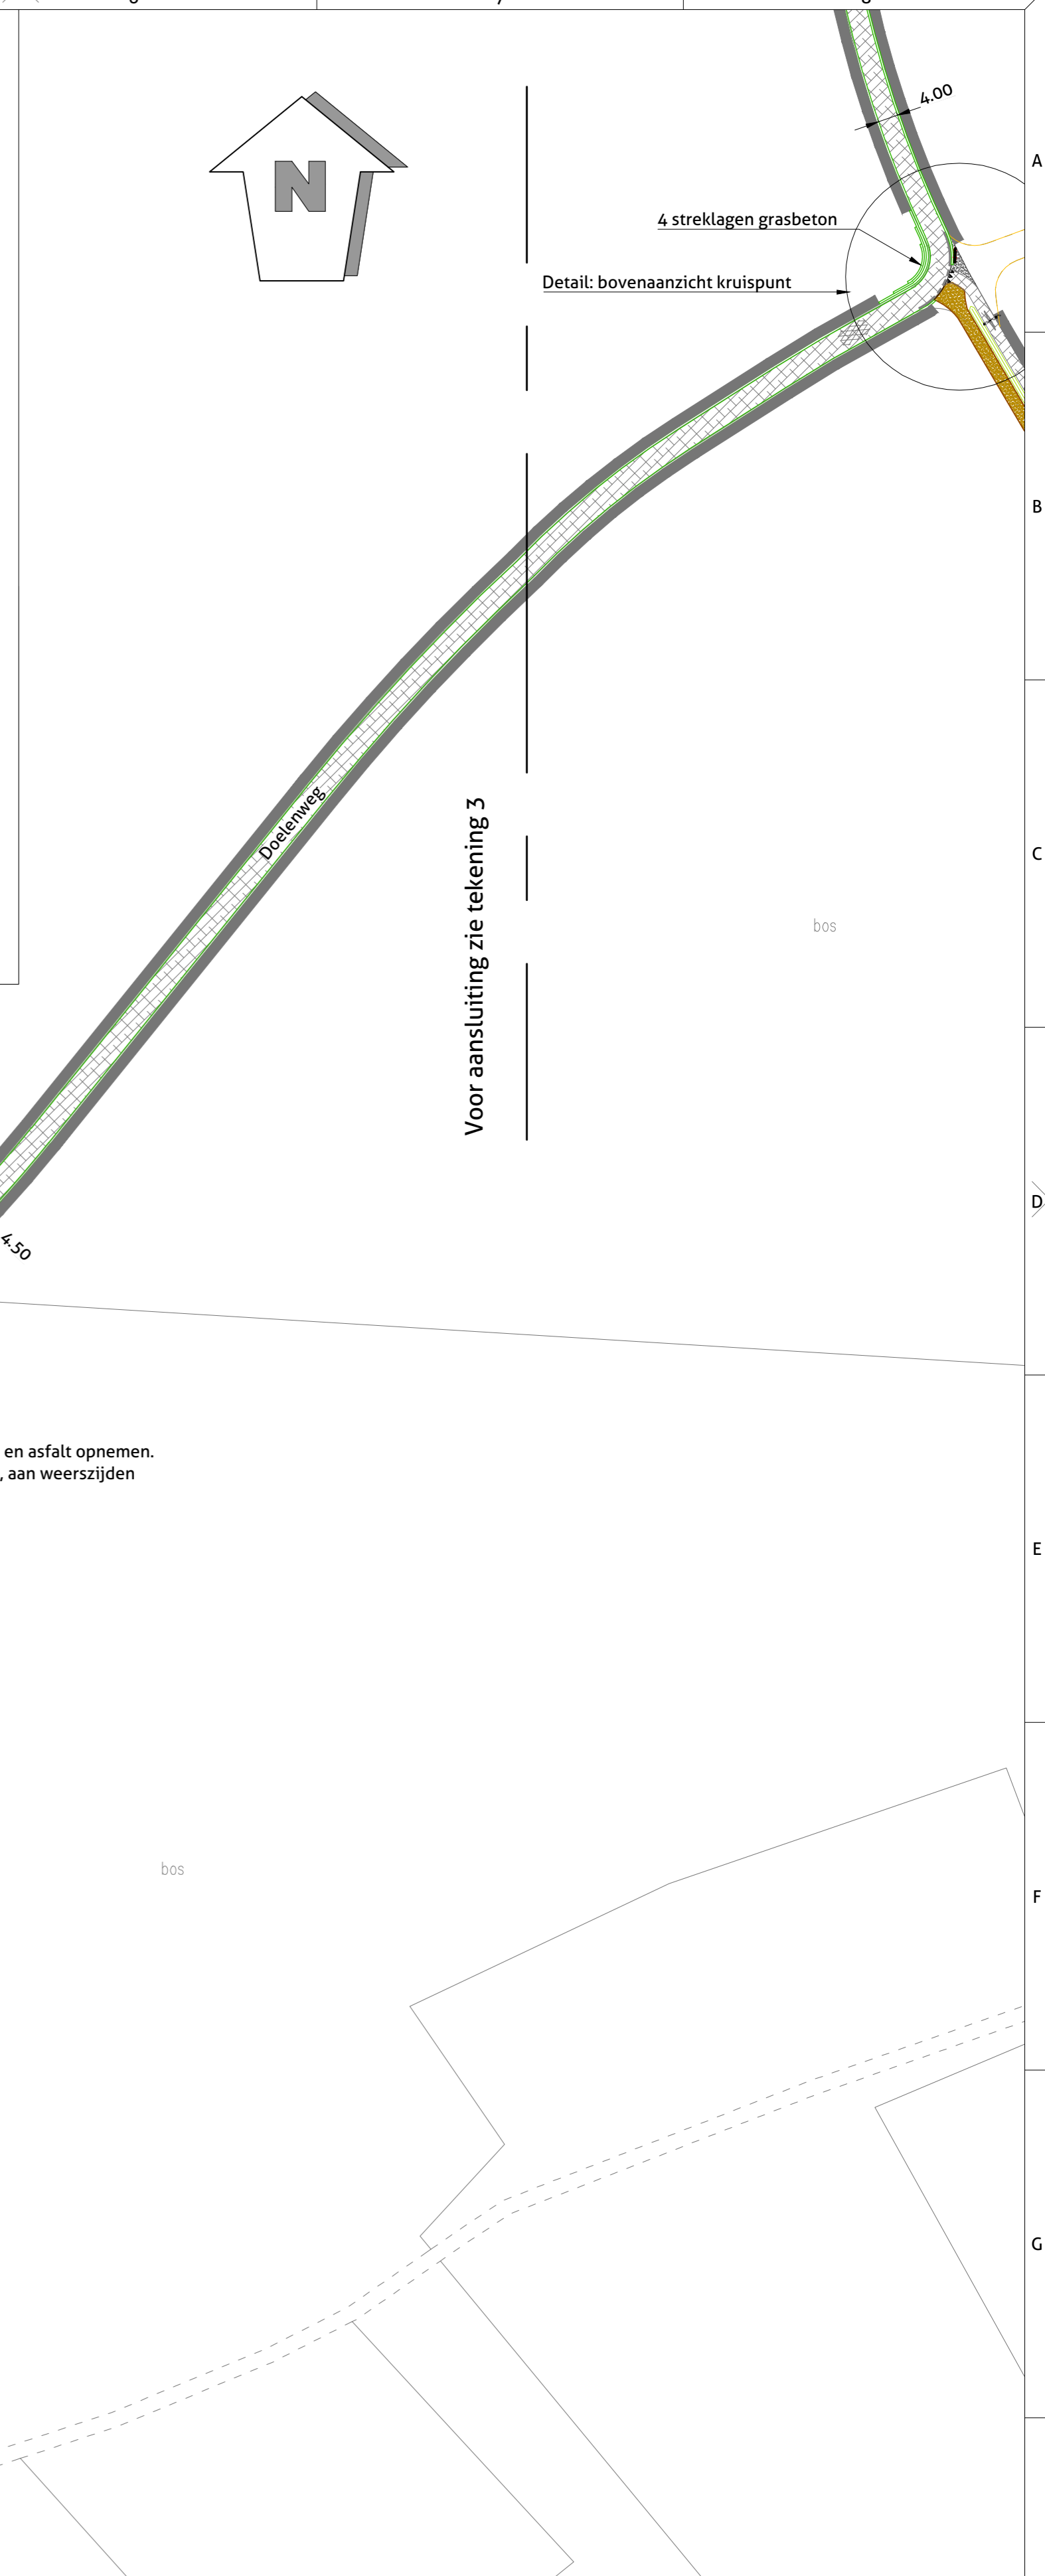 4.00
A
N
4 streklagen grasbeton
Detail: bovenaanzicht kruispunt
B
Doelenweg
Voor aansluiting zie tekening 3
C
bos
D
4.50
en asfalt opnemen.
, aan weerszijden
E
bos
F
G